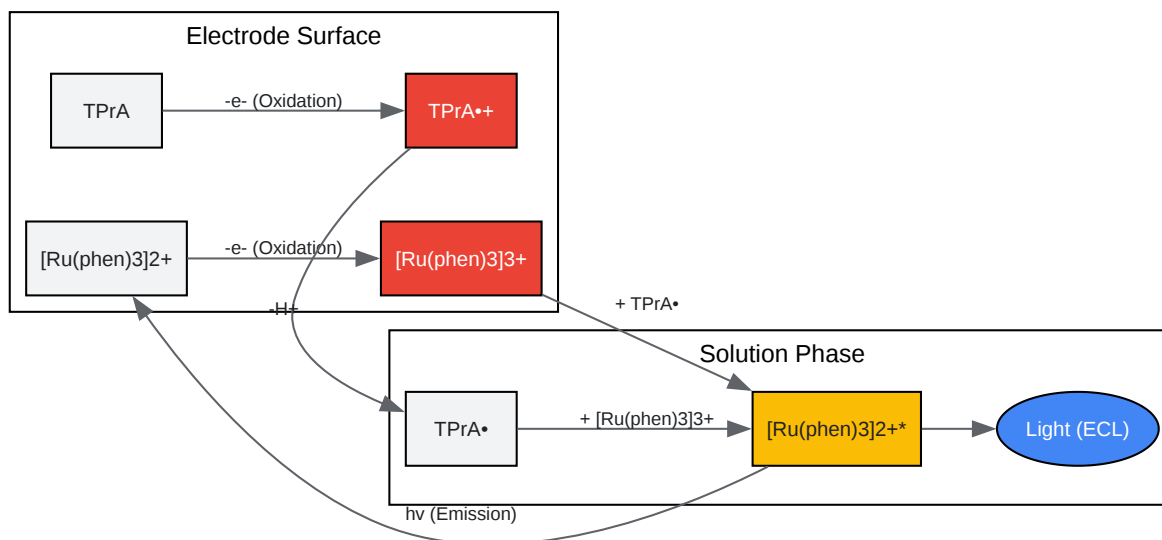 Electrode Surface
TPrA
-e- (Oxidation)
TPrA•+
[Ru(phen)3]2+
-e- (Oxidation)
[Ru(phen)3]3+
-H+
+ TPrA•
Solution Phase
TPrA•
+ [Ru(phen)3]3+
[Ru(phen)3]2+*
Light (ECL)
hv (Emission)